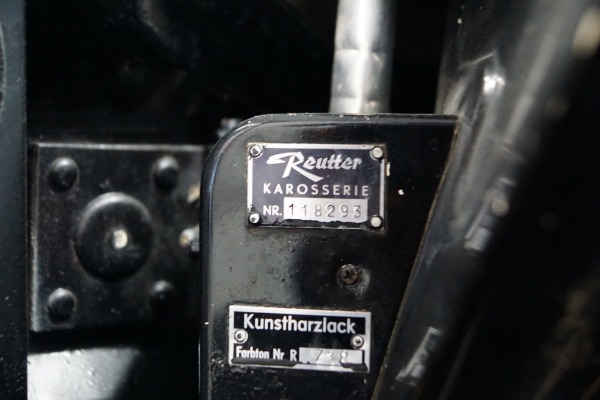 Reutter
KAROSSERIE
NR. 118293
Kunstharzlack
Farbton Nr R